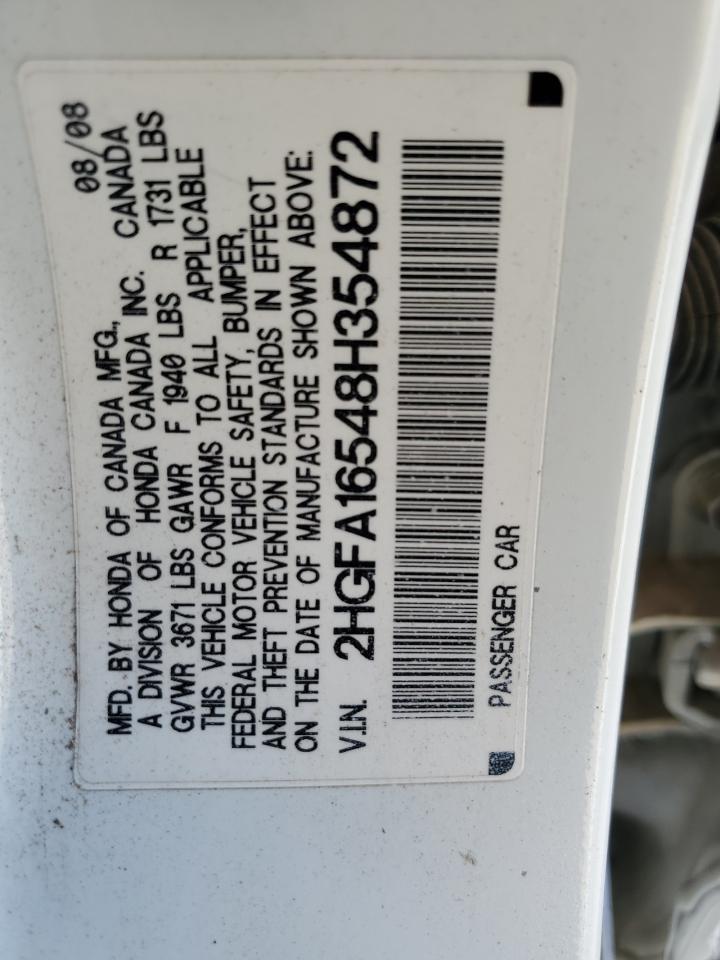 MFD. BY HONDA OF CANADA MFG., 08/08
A DIVISION OF HONDA CANADA INC. CANADA
GVWR 3671 LBS GAWR F 1940 LBS R 1731 LBS
THIS VEHICLE CONFORMS TO ALL APPLICABLE
FEDERAL MOTOR VEHICLE SAFETY, BUMPER,
AND THEFT PREVENTION STANDARDS IN EFFECT
ON THE DATE OF MANUFACTURE SHOWN ABOVE:
V.I.N. 2HGFA16548H354872
PASSENGER CAR